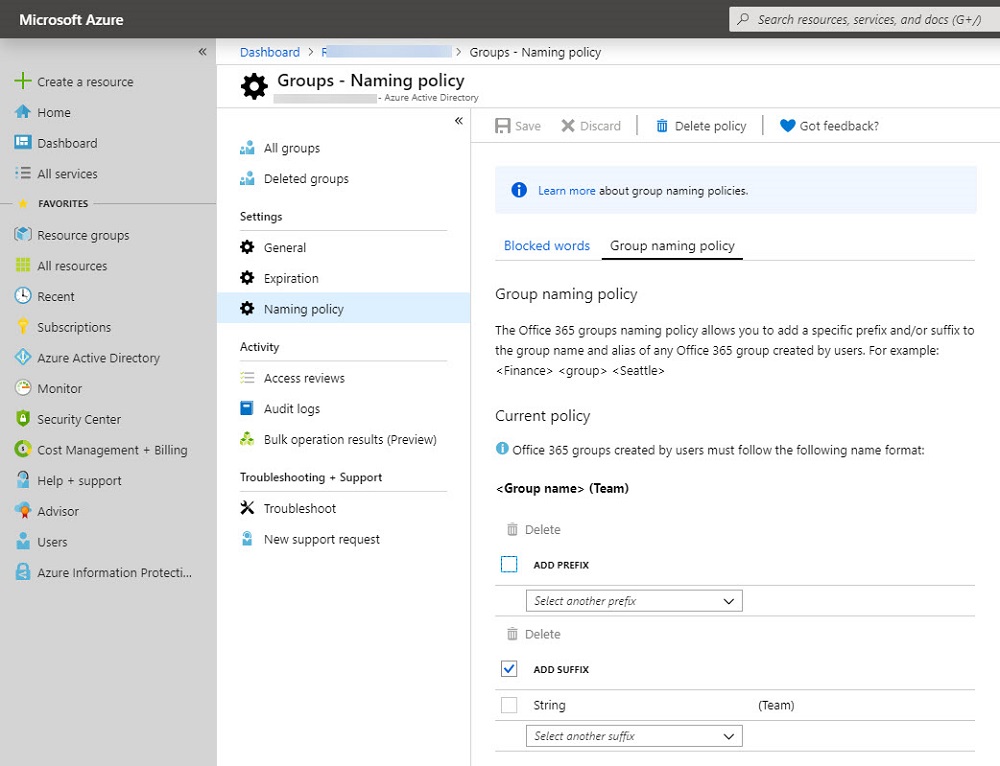 Microsoft Azure
Search resources, services, and docs (G+/)
«
Create a resource
Home
Dashboard
All services
FAVORITES
Resource groups
All resources
Recent
Subscriptions
Azure Active Directory
Monitor
Security Center
Cost Management + Billing
Help + support
Advisor
Users
Azure Information Protecti...
Dashboard > > Groups - Naming policy
Groups - Naming policy
- Azure Active Directory
«
All groups
Deleted groups
Settings
General
Expiration
Naming policy
Activity
Access reviews
Audit logs
Bulk operation results (Preview)
Troubleshooting + Support
Troubleshoot
New support request
Save Discard Delete policy Got feedback?
Learn more about group naming policies.
Blocked words Group naming policy
Group naming policy
The Office 365 groups naming policy allows you to add a specific prefix and/or suffix to
the group name and alias of any Office 365 group created by users. For example:
<Finance> <group> <Seattle>
Current policy
Office 365 groups created by users must follow the following name format:
<Group name> (Team)
Delete
ADD PREFIX
Select another prefix
Delete
ADD SUFFIX
String (Team)
Select another suffix